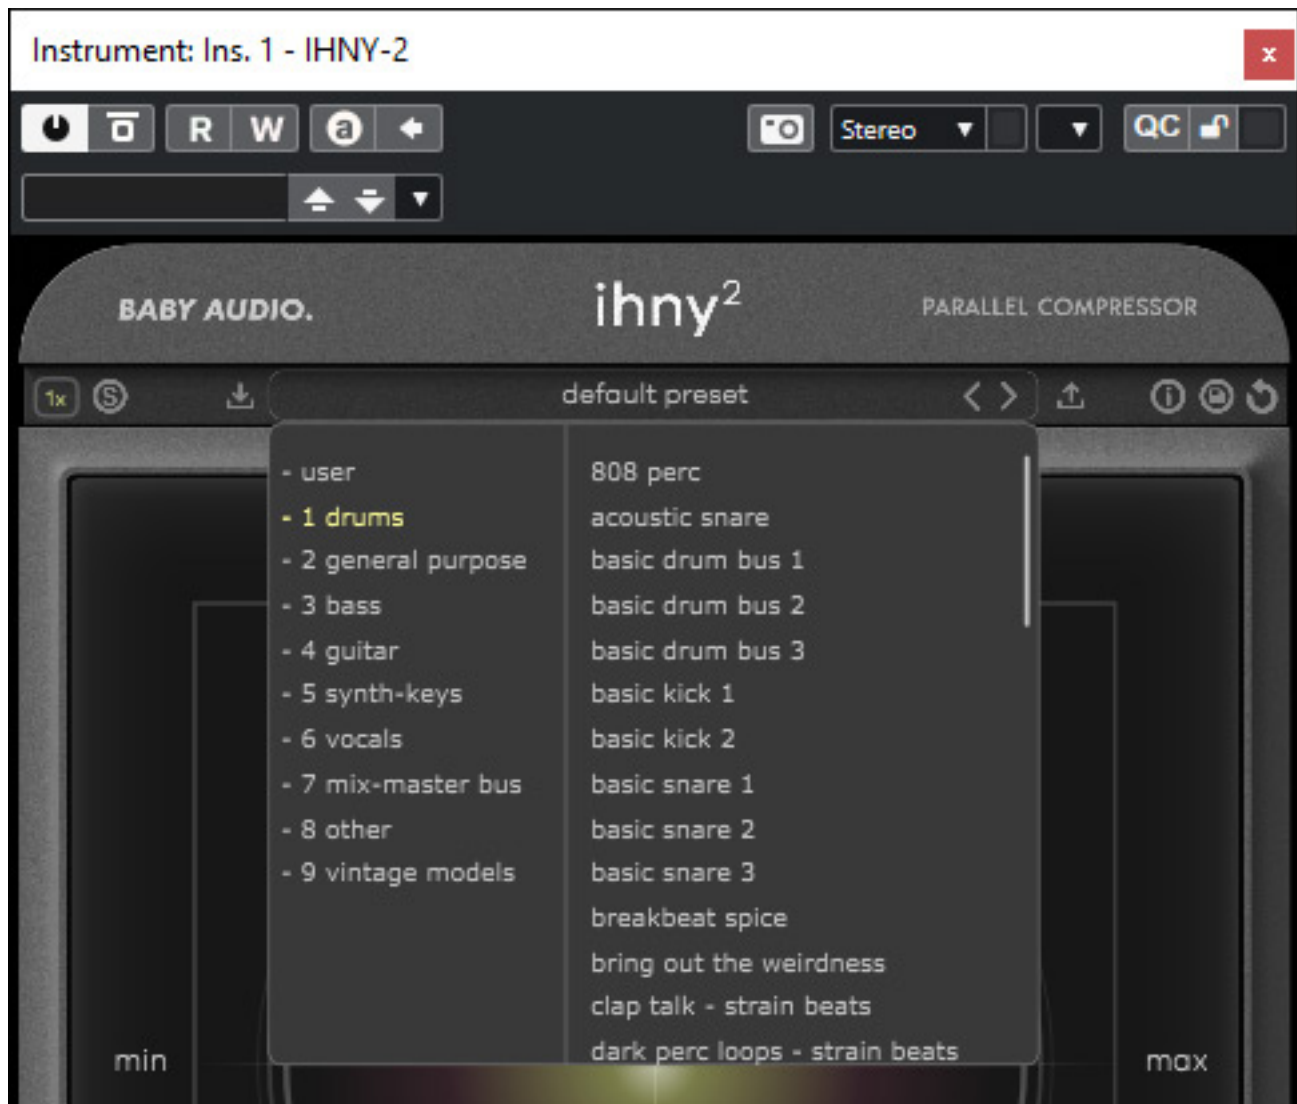 Instrument: Ins. 1 - IHNY-2
x
R W a Stereo QC
BABY AUDIO. ihny² PARALLEL COMPRESSOR
1x S default preset i
- user
- 1 drums
- 2 general purpose
- 3 bass
- 4 guitar
- 5 synth-keys
- 6 vocals
- 7 mix-master bus
- 8 other
- 9 vintage models
808 perc
acoustic snare
basic drum bus 1
basic drum bus 2
basic drum bus 3
basic kick 1
basic kick 2
basic snare 1
basic snare 2
basic snare 3
breakbeat spice
bring out the weirdness
clap talk - strain beats
dark perc loops - strain beats
min
max